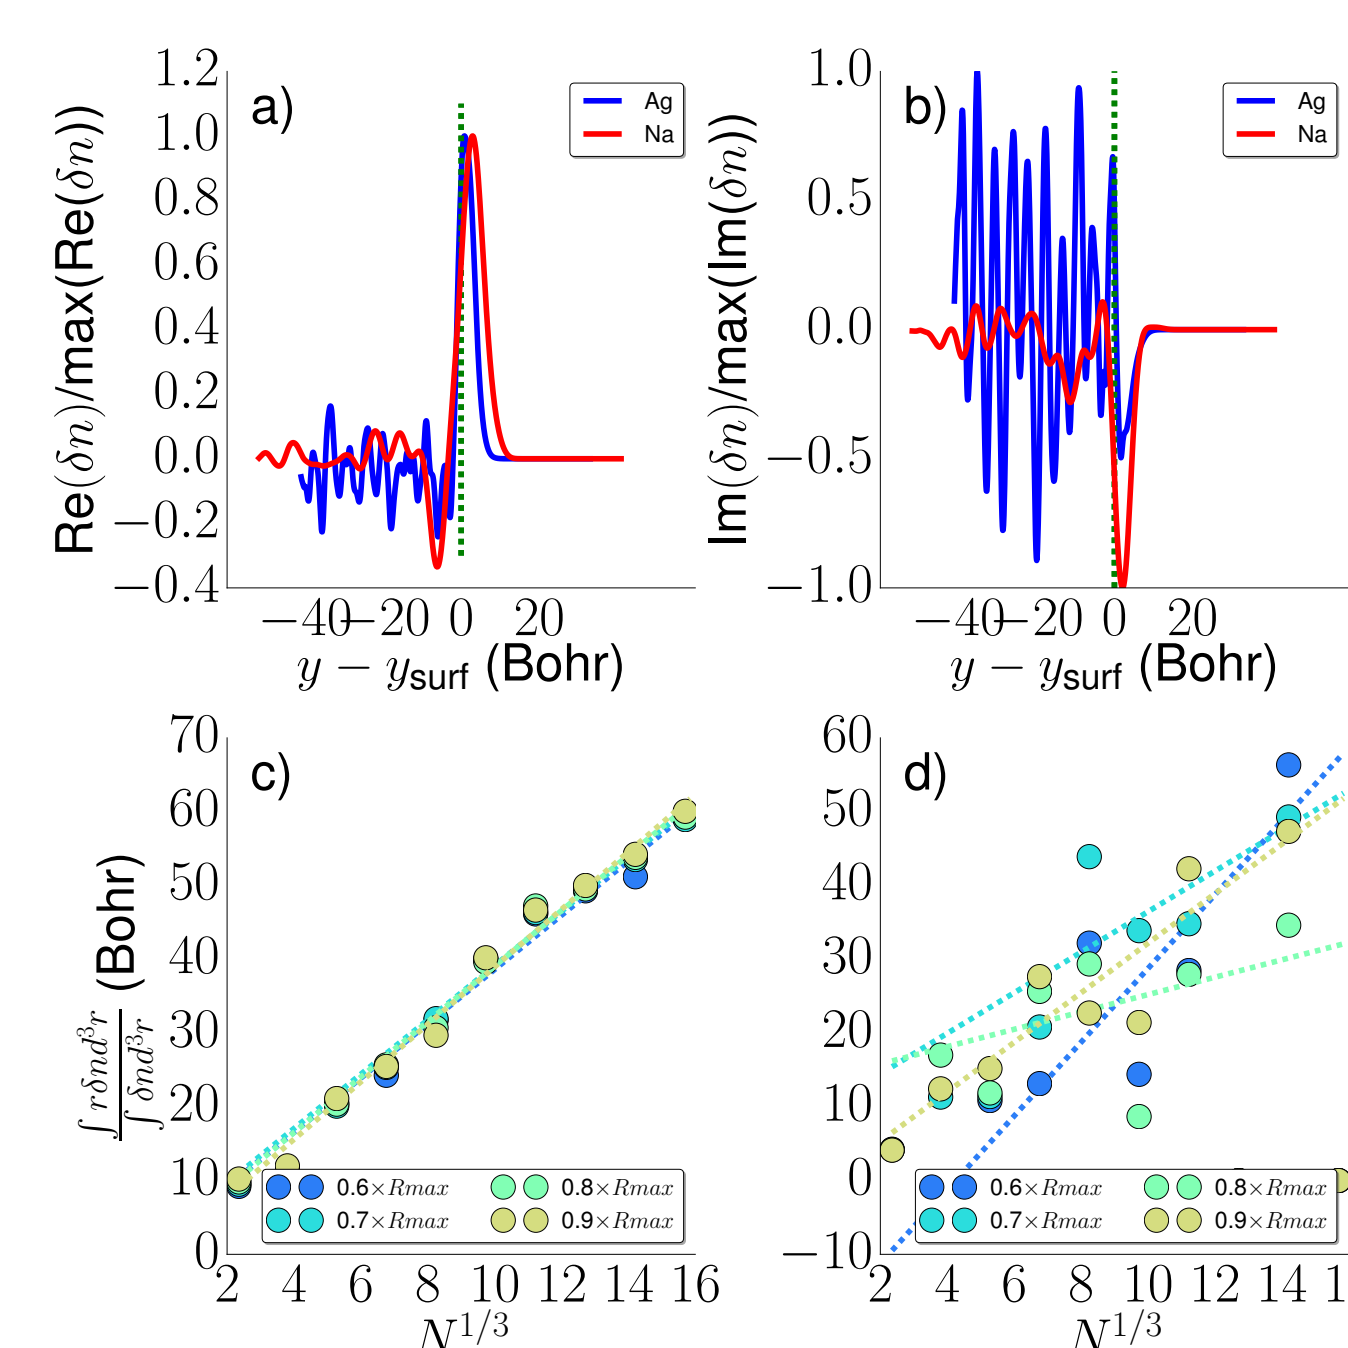 a)
Ag
Na
1.2
1.0
0.8
0.6
0.4
0.2
0.0
−0.2
−0.4
Re(δn)/max(Re(δn))
−40 −20 0 20
y − y_surf (Bohr)
b)
Ag
Na
1.0
0.5
0.0
−0.5
−1.0
Im(δn)/max(Im(δn))
−40 −20 0 20
y − y_surf (Bohr)
c)
70
60
50
40
30
20
10
0
∫ rδnd³r / ∫ δnd³r (Bohr)
0.6×Rmax 0.8×Rmax
0.7×Rmax 0.9×Rmax
2 4 6 8 10 12 14 16
N^{1/3}
d)
60
50
40
30
20
10
0
−10
0.6×Rmax 0.8×Rmax
0.7×Rmax 0.9×Rmax
2 4 6 8 10 12 14 1
N^{1/3}